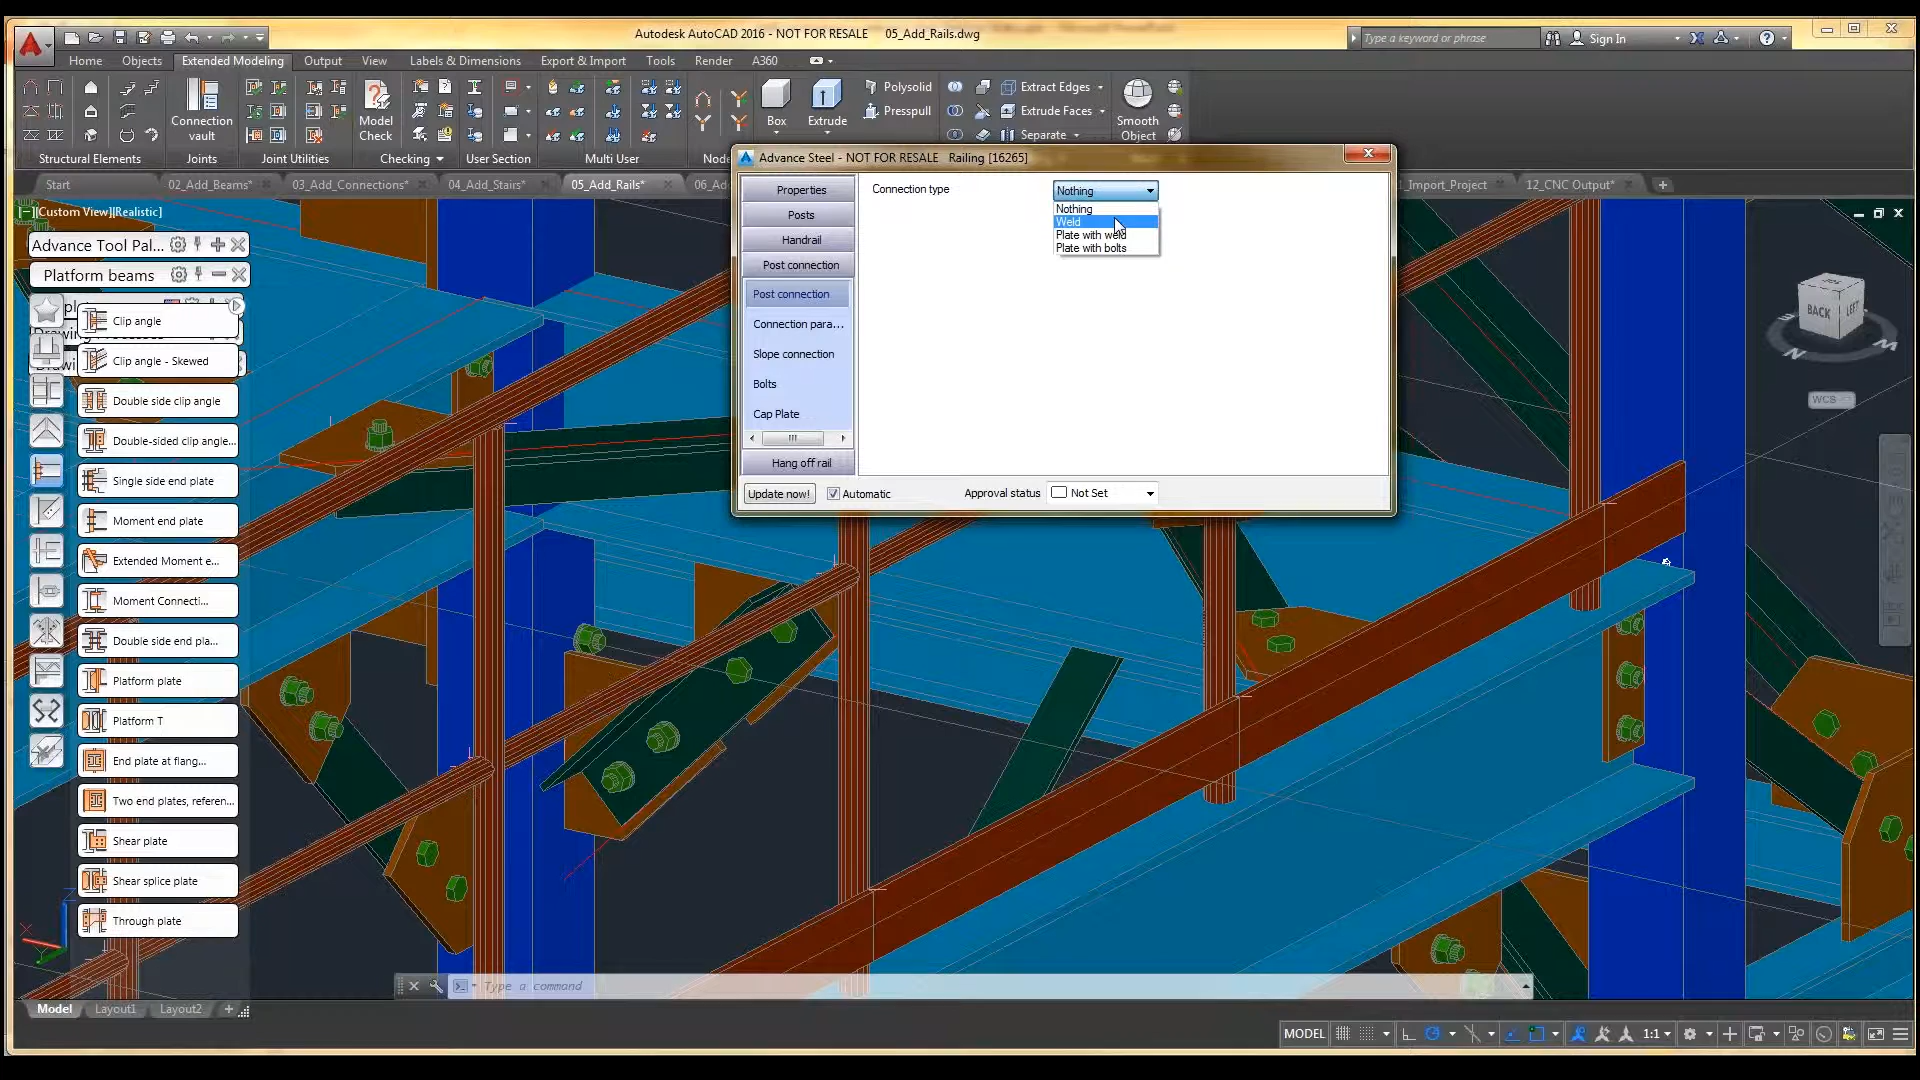 Autodesk AutoCAD 2016 - NOT FOR RESALE 05_Add_Rails.dwg
Type a keyword or phrase
Sign In
Home Objects Extended Modeling Output View Labels & Dimensions Export & Import Tools Render A360
Connection vault
Model Check
Box
Extrude
Polysolid
Presspull
Extract Edges
Extrude Faces
Separate
Smooth Object
Structural Elements Joints Joint Utilities Checking User Section Multi User
Start 02_Add_Beams* 03_Add_Connections* 04_Add_Stairs* 05_Add_Rails* 12_CNC Output*
[−][Custom View][Realistic]
Advance Steel - NOT FOR RESALE Railing [16265]
Properties
Posts
Handrail
Post connection
Post connection
Connection para...
Slope connection
Bolts
Cap Plate
Hang off rail
Connection type
Nothing
Nothing
Weld
Plate with weld
Plate with bolts
Update now!
Automatic
Approval status
Not Set
Advance Tool Pal...
Platform beams
Clip angle
Clip angle - Skewed
Double side clip angle
Double-sided clip angle...
Single side end plate
Moment end plate
Extended Moment e...
Moment Connecti...
Double side end pla...
Platform plate
Platform T
End plate at flang...
Two end plates, referen...
Shear plate
Shear splice plate
Through plate
BACK
LEFT
N
WCS
Type a command
Model Layout1 Layout2
MODEL
1:1